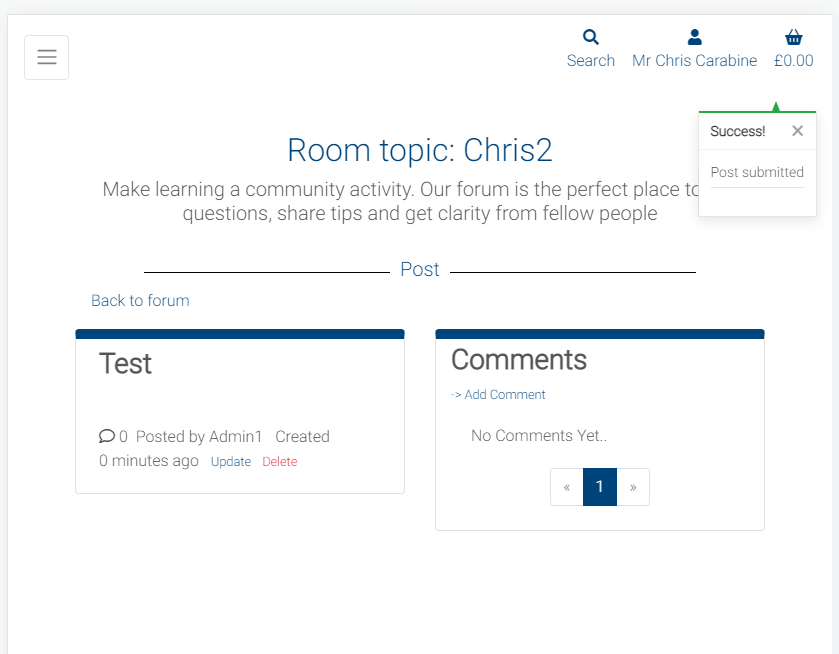 Search
Mr Chris Carabine
£0.00
Success! ×
Post submitted
Room topic: Chris2
Make learning a community activity. Our forum is the perfect place to
questions, share tips and get clarity from fellow people
Post
Back to forum
Test
0 Posted by Admin1 Created
0 minutes ago Update Delete
Comments
-> Add Comment
No Comments Yet..
« 1 »